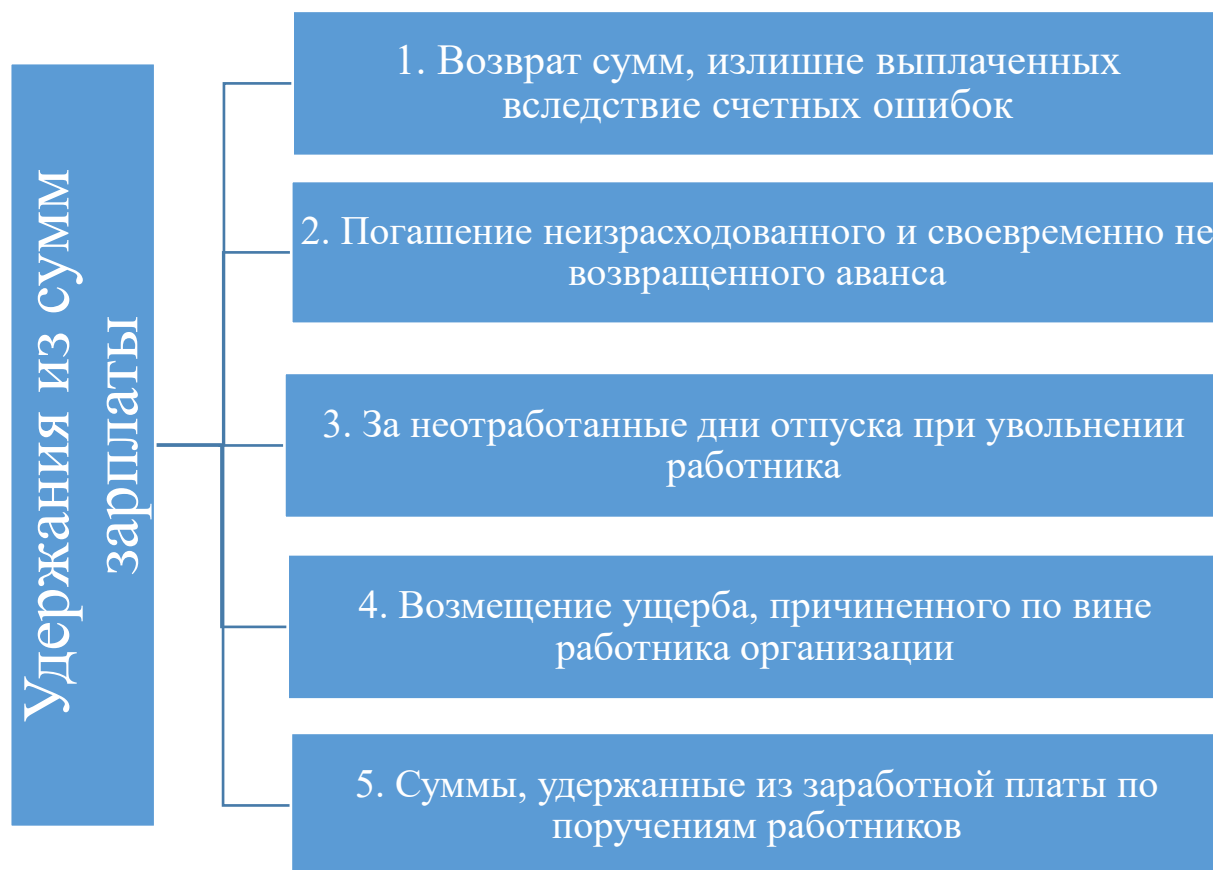 Удержания из сумм
зарплаты
1. Возврат сумм, излишне выплаченных
вследствие счетных ошибок
2. Погашение неизрасходованного и своевременно не
возвращенного аванса
3. За неотработанные дни отпуска при увольнении
работника
4. Возмещение ущерба, причиненного по вине
работника организации
5. Суммы, удержанные из заработной платы по
поручениям работников